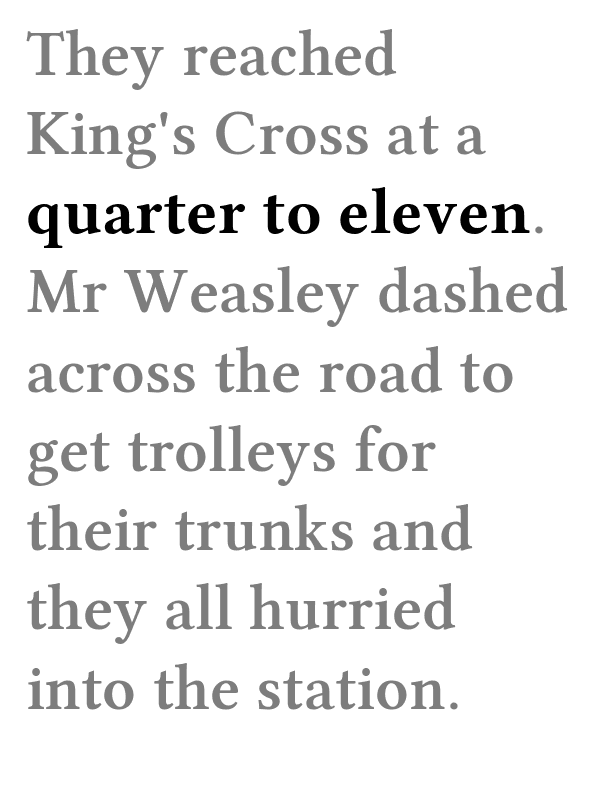 They reached
King's Cross at a
quarter to eleven.
Mr Weasley dashed
across the road to
get trolleys for
their trunks and
they all hurried
into the station.